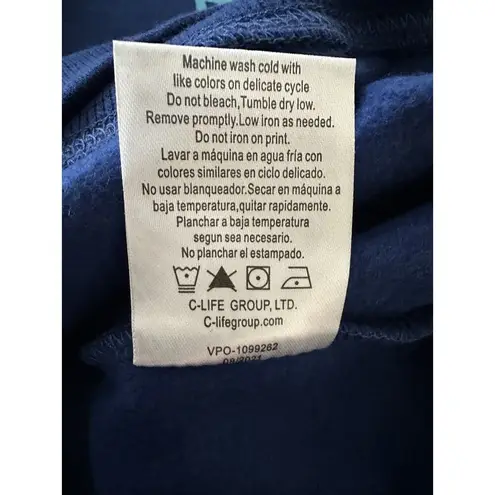 Machine wash cold with
like colors on delicate cycle
Do not bleach,Tumble dry low.
Remove promptly.Low iron as needed.
Do not iron on print.
Lavar a máquina en agua fría con
colores similares en ciclo delicado.
No usar blanqueador.Secar en máquina a
baja temperatura,quitar rapidamente.
Planchar a baja temperatura
segun sea necesario.
No planchar el estampado.
C-LIFE GROUP, LTD.
C-lifegroup.com
VPO-1099262
09/2021